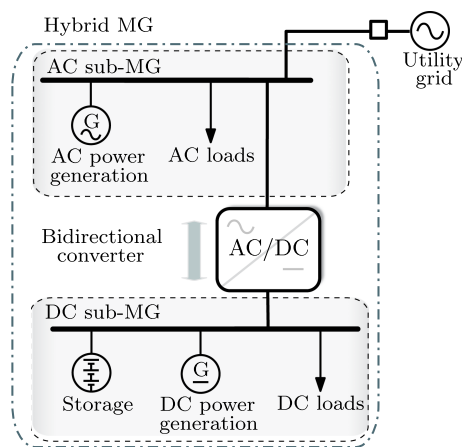 Hybrid MG
Utility
grid
AC sub-MG
G
AC power
generation
AC loads
Bidirectional
converter
AC/DC
DC sub-MG
G
Storage
DC power
generation
DC loads